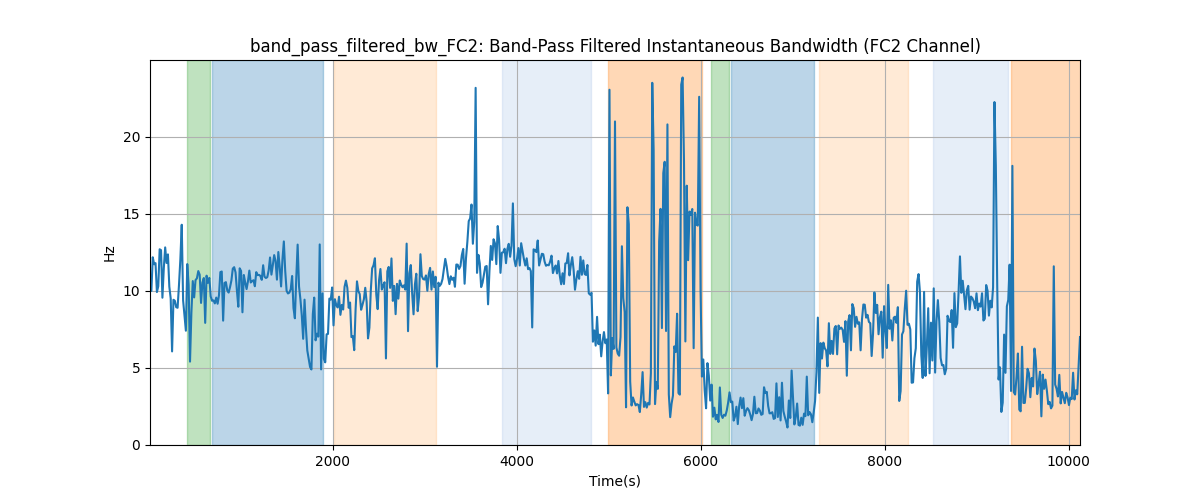 band_pass_filtered_bw_FC2: Band-Pass Filtered Instantaneous Bandwidth (FC2 Channel)
20
15
10
5
0
Hz
2000 4000 6000 8000 10000
Time(s)